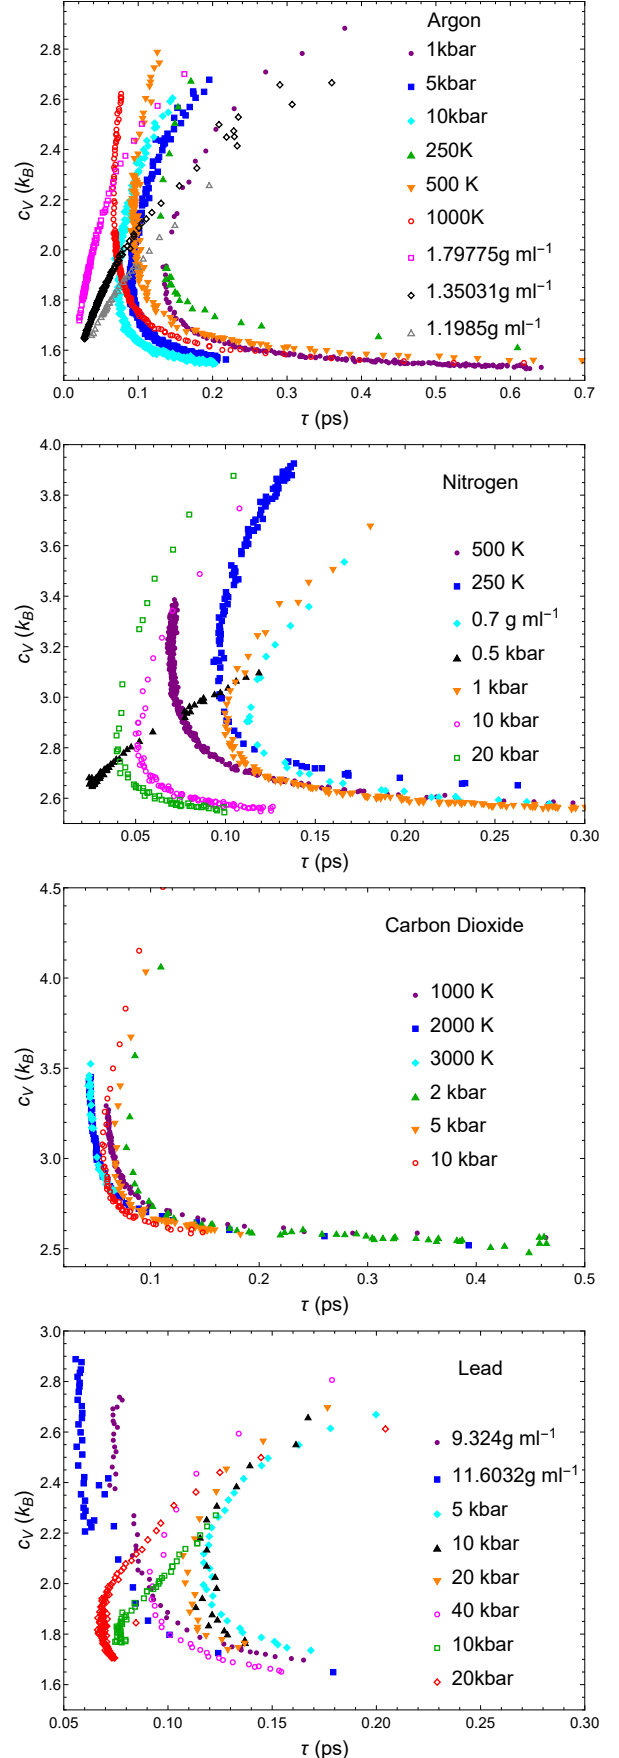 Argon
1kbar
5kbar
10kbar
250K
500 K
1000K
1.79775g ml⁻¹
1.35031g ml⁻¹
1.1985g ml⁻¹
c_V (k_B)
2.8
2.6
2.4
2.2
2.0
1.8
1.6
0.0 0.1 0.2 0.3 0.4 0.5 0.6 0.7
τ (ps)
Nitrogen
500 K
250 K
0.7 g ml⁻¹
0.5 kbar
1 kbar
10 kbar
20 kbar
c_V (k_B)
4.0
3.8
3.6
3.4
3.2
3.0
2.8
2.6
0.05 0.10 0.15 0.20 0.25 0.30
τ (ps)
Carbon Dioxide
1000 K
2000 K
3000 K
2 kbar
5 kbar
10 kbar
c_V (k_B)
4.5
4.0
3.5
3.0
2.5
0.1 0.2 0.3 0.4 0.5
τ (ps)
Lead
9.324g ml⁻¹
11.6032g ml⁻¹
5 kbar
10 kbar
20 kbar
40 kbar
10kbar
20kbar
c_V (k_B)
3.0
2.8
2.6
2.4
2.2
2.0
1.8
1.6
0.05 0.10 0.15 0.20 0.25 0.30
τ (ps)